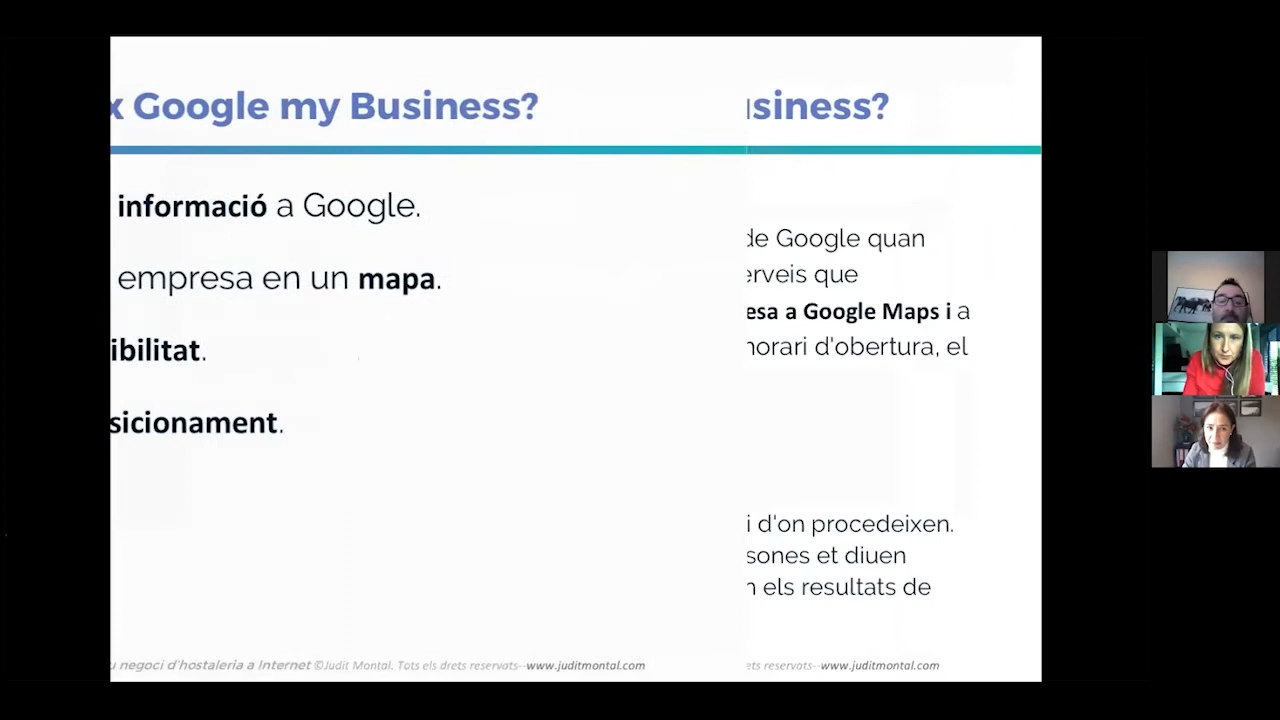 x Google my Business?
informació a Google.
empresa en un mapa.
ibilitat.
sicionament.
u negoci d'hostaleria a Internet ©Judit Montal. Tots els drets reservats--www.juditmontal.com
usiness?
de Google quan
erveis que
esa a Google Maps i a
horari d'obertura, el
i d'on procedeixen.
sones et diuen
n els resultats de
ts reservats--www.juditmontal.com